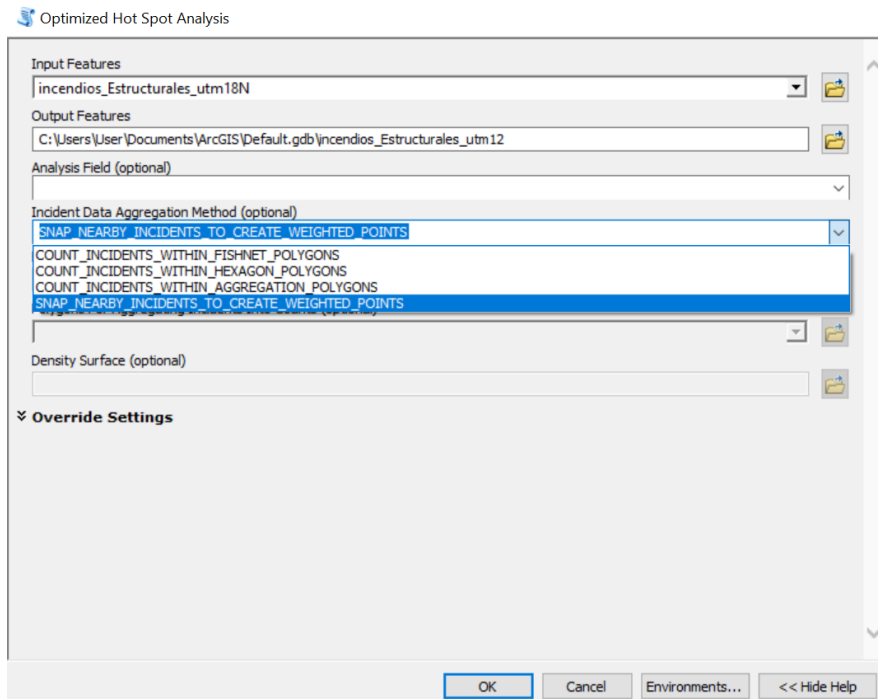 Optimized Hot Spot Analysis
Input Features
incendios_Estructurales_utm18N
Output Features
C:\Users\User\Documents\ArcGIS\Default.gdb\incendios_Estructurales_utm12
Analysis Field (optional)
Incident Data Aggregation Method (optional)
SNAP_NEARBY_INCIDENTS_TO_CREATE_WEIGHTED_POINTS
COUNT_INCIDENTS_WITHIN_FISHNET_POLYGONS
COUNT_INCIDENTS_WITHIN_HEXAGON_POLYGONS
COUNT_INCIDENTS_WITHIN_AGGREGATION_POLYGONS
SNAP_NEARBY_INCIDENTS_TO_CREATE_WEIGHTED_POINTS
Density Surface (optional)
Override Settings
OK
Cancel
Environments...
<< Hide Help